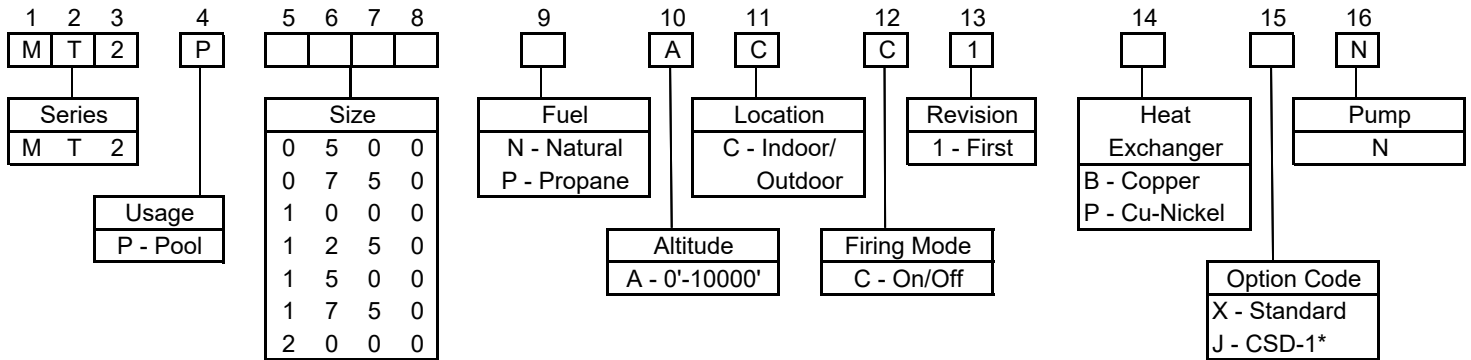 1 2 3 4 5 6 7 8 9 10 11 12 13 14 15 16
M T 2 P A C C 1 N
Series
M T 2
Usage
P - Pool
Size
0 5 0 0
0 7 5 0
1 0 0 0
1 2 5 0
1 5 0 0
1 7 5 0
2 0 0 0
Fuel
N - Natural
P - Propane
Altitude
A - 0'-10000'
Location
C - Indoor/
Outdoor
Firing Mode
C - On/Off
Revision
1 - First
Heat
Exchanger
B - Copper
P - Cu-Nickel
Option Code
X - Standard
J - CSD-1*
Pump
N